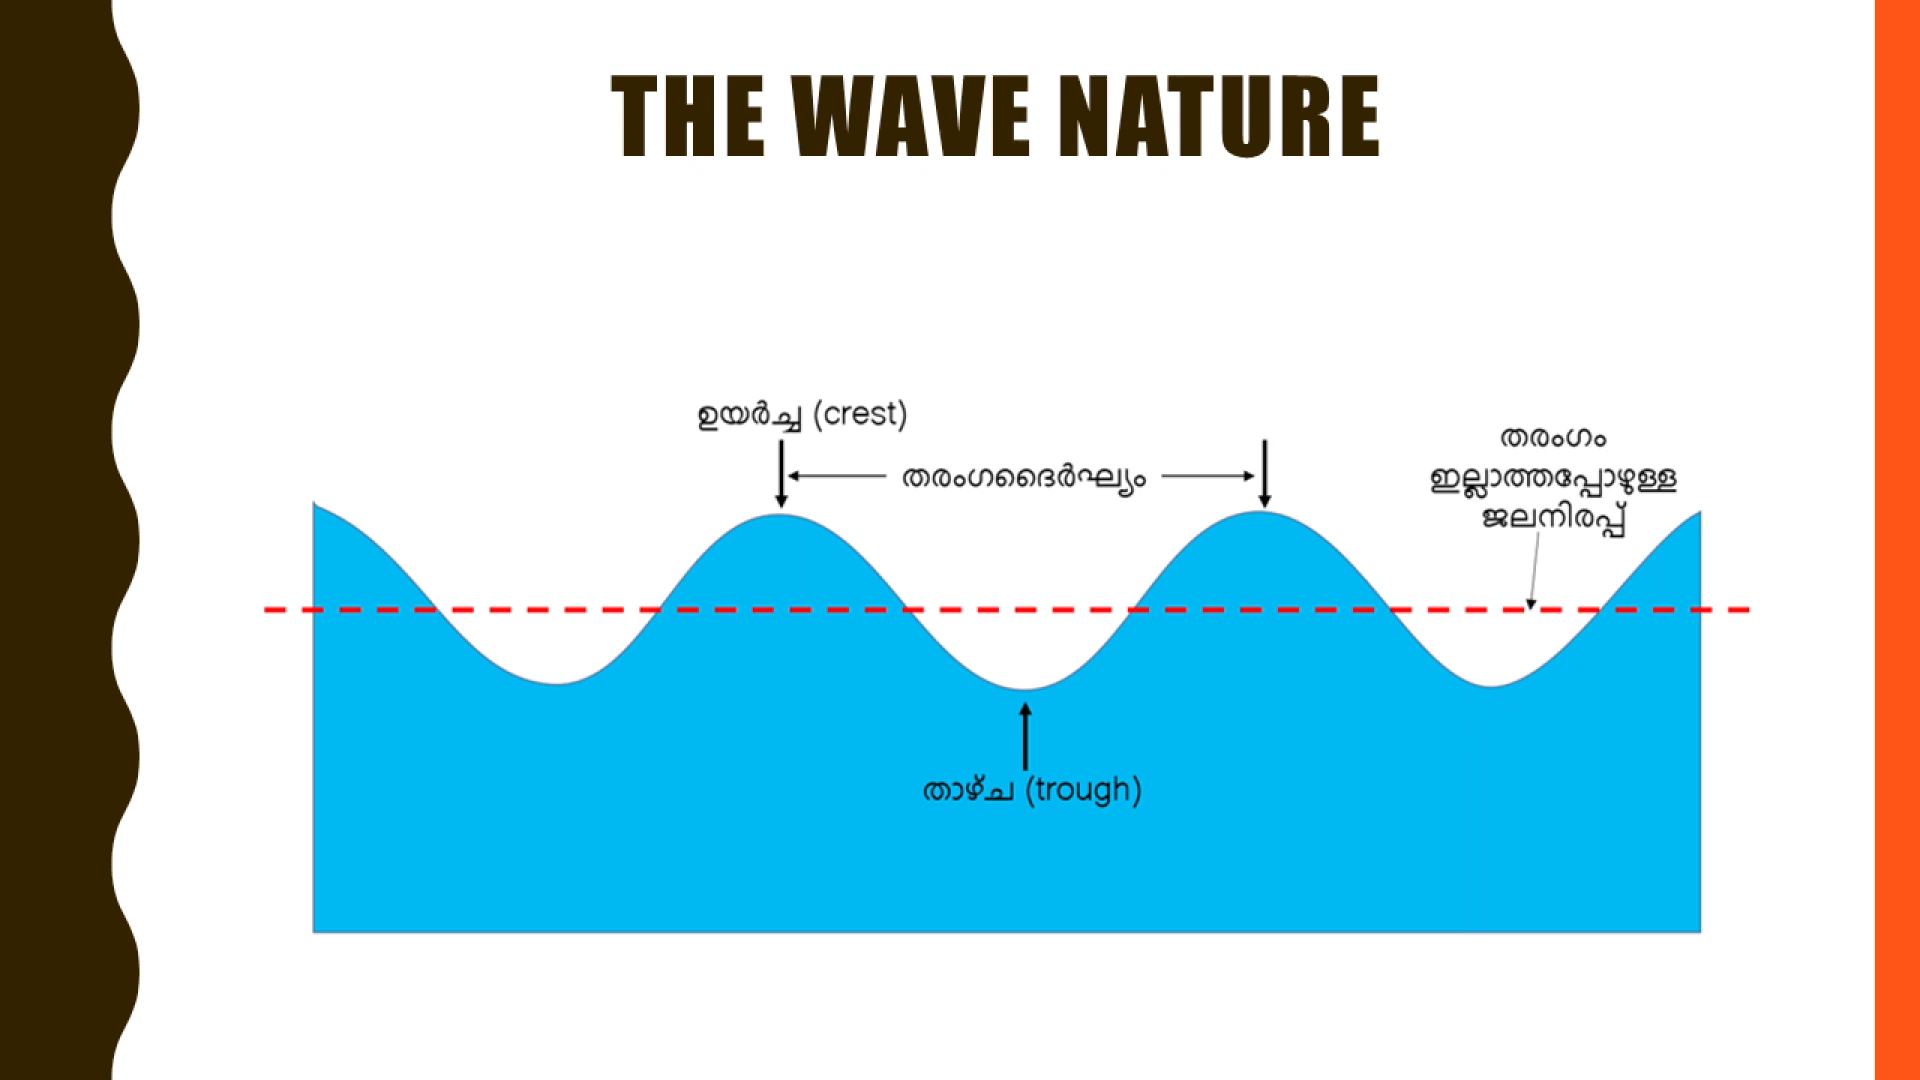 THE WAVE NATURE
ഉയർച്ച (crest)
തരംഗദൈർഘ്യം
തരംഗം
ഇല്ലാത്തപ്പോഴുള്ള
ജലനിരപ്പ്
താഴ്ച (trough)